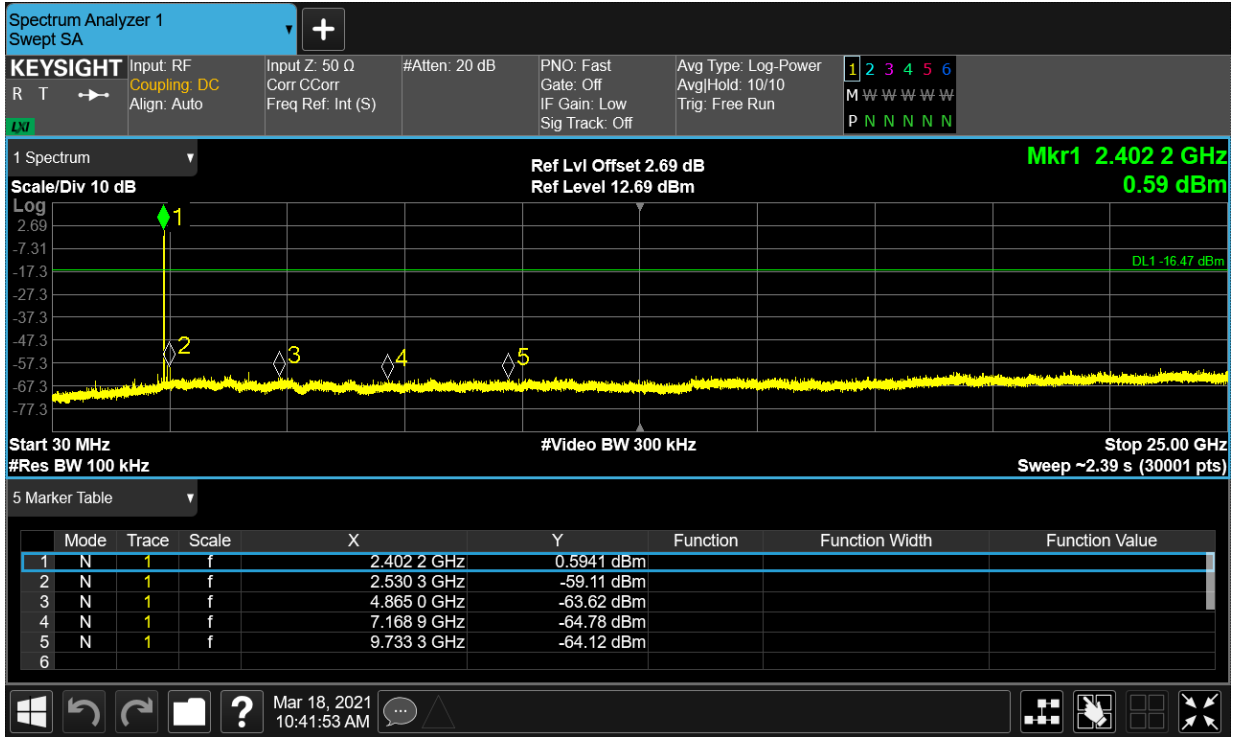 Spectrum Analyzer 1
Swept SA
KEYSIGHT
R T
LXI
Input: RF
Coupling: DC
Align: Auto
Input Z: 50 Ω
Corr CCorr
Freq Ref: Int (S)
#Atten: 20 dB
PNO: Fast
Gate: Off
IF Gain: Low
Sig Track: Off
Avg Type: Log-Power
Avg|Hold: 10/10
Trig: Free Run
1 2 3 4 5 6
M W W W W W
P N N N N N
1 Spectrum
Scale/Div 10 dB
Ref Lvl Offset 2.69 dB
Ref Level 12.69 dBm
Mkr1 2.402 2 GHz
0.59 dBm
Log
2.69
-7.31
-17.3
-27.3
-37.3
-47.3
-57.3
-67.3
-77.3
1
2
3
4
5
DL1 -16.47 dBm
Start 30 MHz
#Video BW 300 kHz
Stop 25.00 GHz
#Res BW 100 kHz
Sweep ~2.39 s (30001 pts)
5 Marker Table
Mode Trace Scale X Y Function Function Width Function Value
1 N 1 f 2.402 2 GHz 0.5941 dBm
2 N 1 f 2.530 3 GHz -59.11 dBm
3 N 1 f 4.865 0 GHz -63.62 dBm
4 N 1 f 7.168 9 GHz -64.78 dBm
5 N 1 f 9.733 3 GHz -64.12 dBm
6
?
Mar 18, 2021
10:41:53 AM